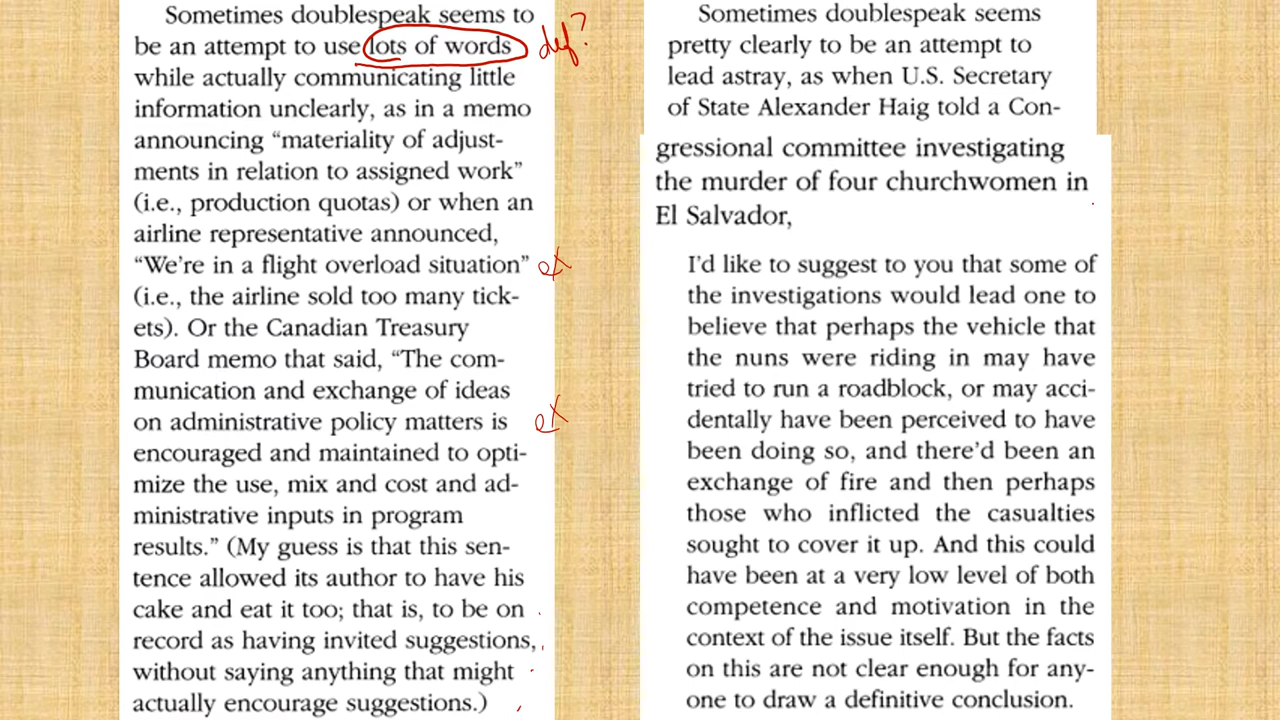 Sometimes doublespeak seems to
be an attempt to use lots of words def?
while actually communicating little
information unclearly, as in a memo
announcing “materiality of adjust-
ments in relation to assigned work”
(i.e., production quotas) or when an
airline representative announced,
“We’re in a flight overload situation” ex
(i.e., the airline sold too many tick-
ets). Or the Canadian Treasury
Board memo that said, “The com-
munication and exchange of ideas
on administrative policy matters is ex
encouraged and maintained to opti-
mize the use, mix and cost and ad-
ministrative inputs in program
results.” (My guess is that this sen-
tence allowed its author to have his
cake and eat it too; that is, to be on
record as having invited suggestions,
without saying anything that might
actually encourage suggestions.)
Sometimes doublespeak seems
pretty clearly to be an attempt to
lead astray, as when U.S. Secretary
of State Alexander Haig told a Con-
gressional committee investigating
the murder of four churchwomen in
El Salvador,
I’d like to suggest to you that some of
the investigations would lead one to
believe that perhaps the vehicle that
the nuns were riding in may have
tried to run a roadblock, or may acci-
dentally have been perceived to have
been doing so, and there’d been an
exchange of fire and then perhaps
those who inflicted the casualties
sought to cover it up. And this could
have been at a very low level of both
competence and motivation in the
context of the issue itself. But the facts
on this are not clear enough for any-
one to draw a definitive conclusion.